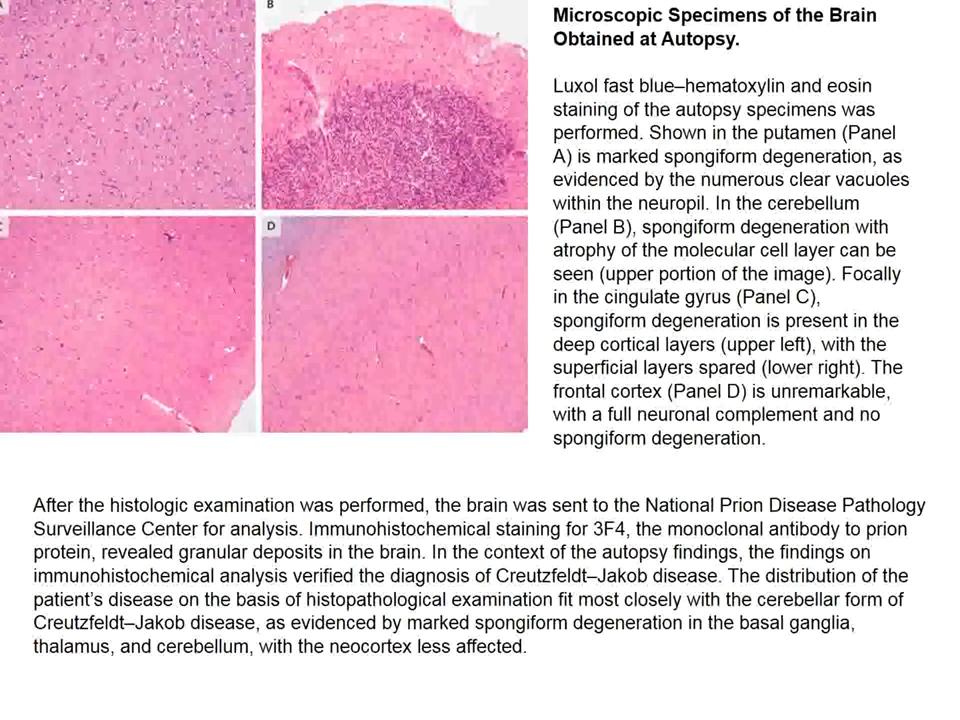 A
B
Microscopic Specimens of the Brain
Obtained at Autopsy.
Luxol fast blue–hematoxylin and eosin
staining of the autopsy specimens was
performed. Shown in the putamen (Panel
A) is marked spongiform degeneration, as
evidenced by the numerous clear vacuoles
within the neuropil. In the cerebellum
(Panel B), spongiform degeneration with
atrophy of the molecular cell layer can be
seen (upper portion of the image). Focally
in the cingulate gyrus (Panel C),
spongiform degeneration is present in the
deep cortical layers (upper left), with the
superficial layers spared (lower right). The
frontal cortex (Panel D) is unremarkable,
with a full neuronal complement and no
spongiform degeneration.
C
D
After the histologic examination was performed, the brain was sent to the National Prion Disease Pathology
Surveillance Center for analysis. Immunohistochemical staining for 3F4, the monoclonal antibody to prion
protein, revealed granular deposits in the brain. In the context of the autopsy findings, the findings on
immunohistochemical analysis verified the diagnosis of Creutzfeldt–Jakob disease. The distribution of the
patient's disease on the basis of histopathological examination fit most closely with the cerebellar form of
Creutzfeldt–Jakob disease, as evidenced by marked spongiform degeneration in the basal ganglia,
thalamus, and cerebellum, with the neocortex less affected.